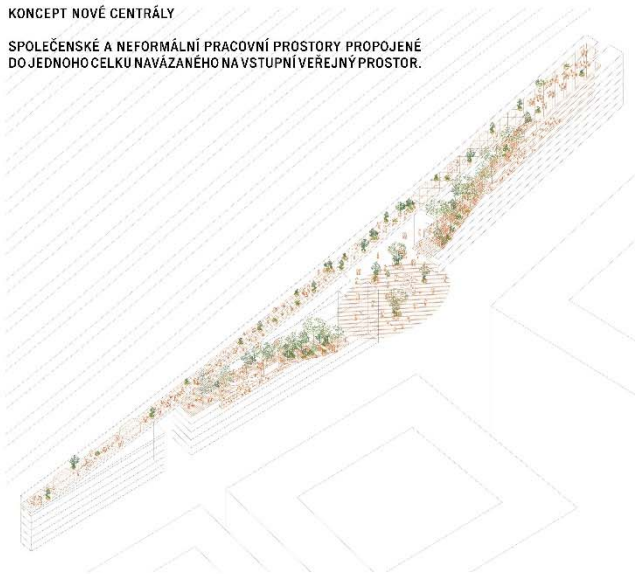 KONCEPT NOVÉ CENTRÁLY
SPOLEČENSKÉ A NEFORMÁLNÍ PRACOVNÍ PROSTORY PROPOJENÉ
DO JEDNOHO CELKU NAVÁZANÉHO NA VSTUPNÍ VEŘEJNÝ PROSTOR.